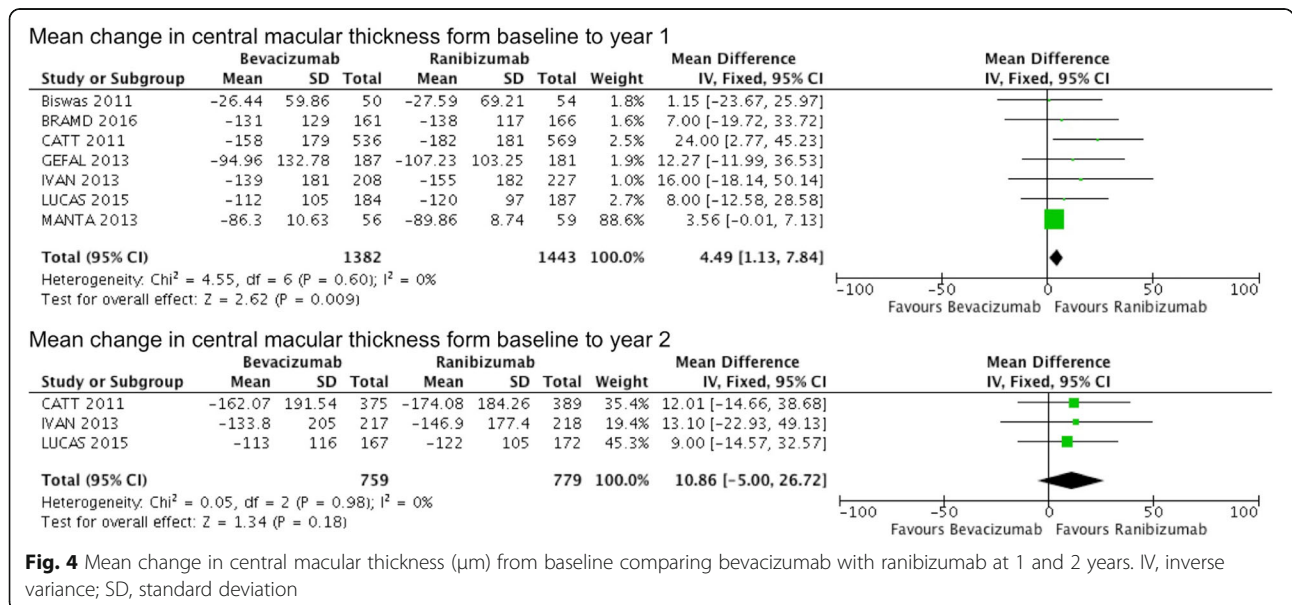 Mean change in central macular thickness form baseline to year 1
Bevacizumab Ranibizumab Mean Difference Mean Difference
Study or Subgroup Mean SD Total Mean SD Total Weight IV, Fixed, 95% CI IV, Fixed, 95% CI
Biswas 2011 -26.44 59.86 50 -27.59 69.21 54 1.8% 1.15 [-23.67, 25.97]
BRAMD 2016 -131 129 161 -138 117 166 1.6% 7.00 [-19.72, 33.72]
CATT 2011 -158 179 536 -182 181 569 2.5% 24.00 [2.77, 45.23]
GEFAL 2013 -94.96 132.78 187 -107.23 103.25 181 1.9% 12.27 [-11.99, 36.53]
IVAN 2013 -139 181 208 -155 182 227 1.0% 16.00 [-18.14, 50.14]
LUCAS 2015 -112 105 184 -120 97 187 2.7% 8.00 [-12.58, 28.58]
MANTA 2013 -86.3 10.63 56 -89.86 8.74 59 88.6% 3.56 [-0.01, 7.13]
Total (95% CI) 1382 1443 100.0% 4.49 [1.13, 7.84]
Heterogeneity: Chi² = 4.55, df = 6 (P = 0.60); I² = 0%
Test for overall effect: Z = 2.62 (P = 0.009)
-100 -50 0 50 100
Favours Bevacizumab Favours Ranibizumab
Mean change in central macular thickness form baseline to year 2
Bevacizumab Ranibizumab Mean Difference Mean Difference
Study or Subgroup Mean SD Total Mean SD Total Weight IV, Fixed, 95% CI IV, Fixed, 95% CI
CATT 2011 -162.07 191.54 375 -174.08 184.26 389 35.4% 12.01 [-14.66, 38.68]
IVAN 2013 -133.8 205 217 -146.9 177.4 218 19.4% 13.10 [-22.93, 49.13]
LUCAS 2015 -113 116 167 -122 105 172 45.3% 9.00 [-14.57, 32.57]
Total (95% CI) 759 779 100.0% 10.86 [-5.00, 26.72]
Heterogeneity: Chi² = 0.05, df = 2 (P = 0.98); I² = 0%
Test for overall effect: Z = 1.34 (P = 0.18)
-100 -50 0 50 100
Favours Bevacizumab Favours Ranibizumab
Fig. 4 Mean change in central macular thickness (μm) from baseline comparing bevacizumab with ranibizumab at 1 and 2 years. IV, inverse
variance; SD, standard deviation